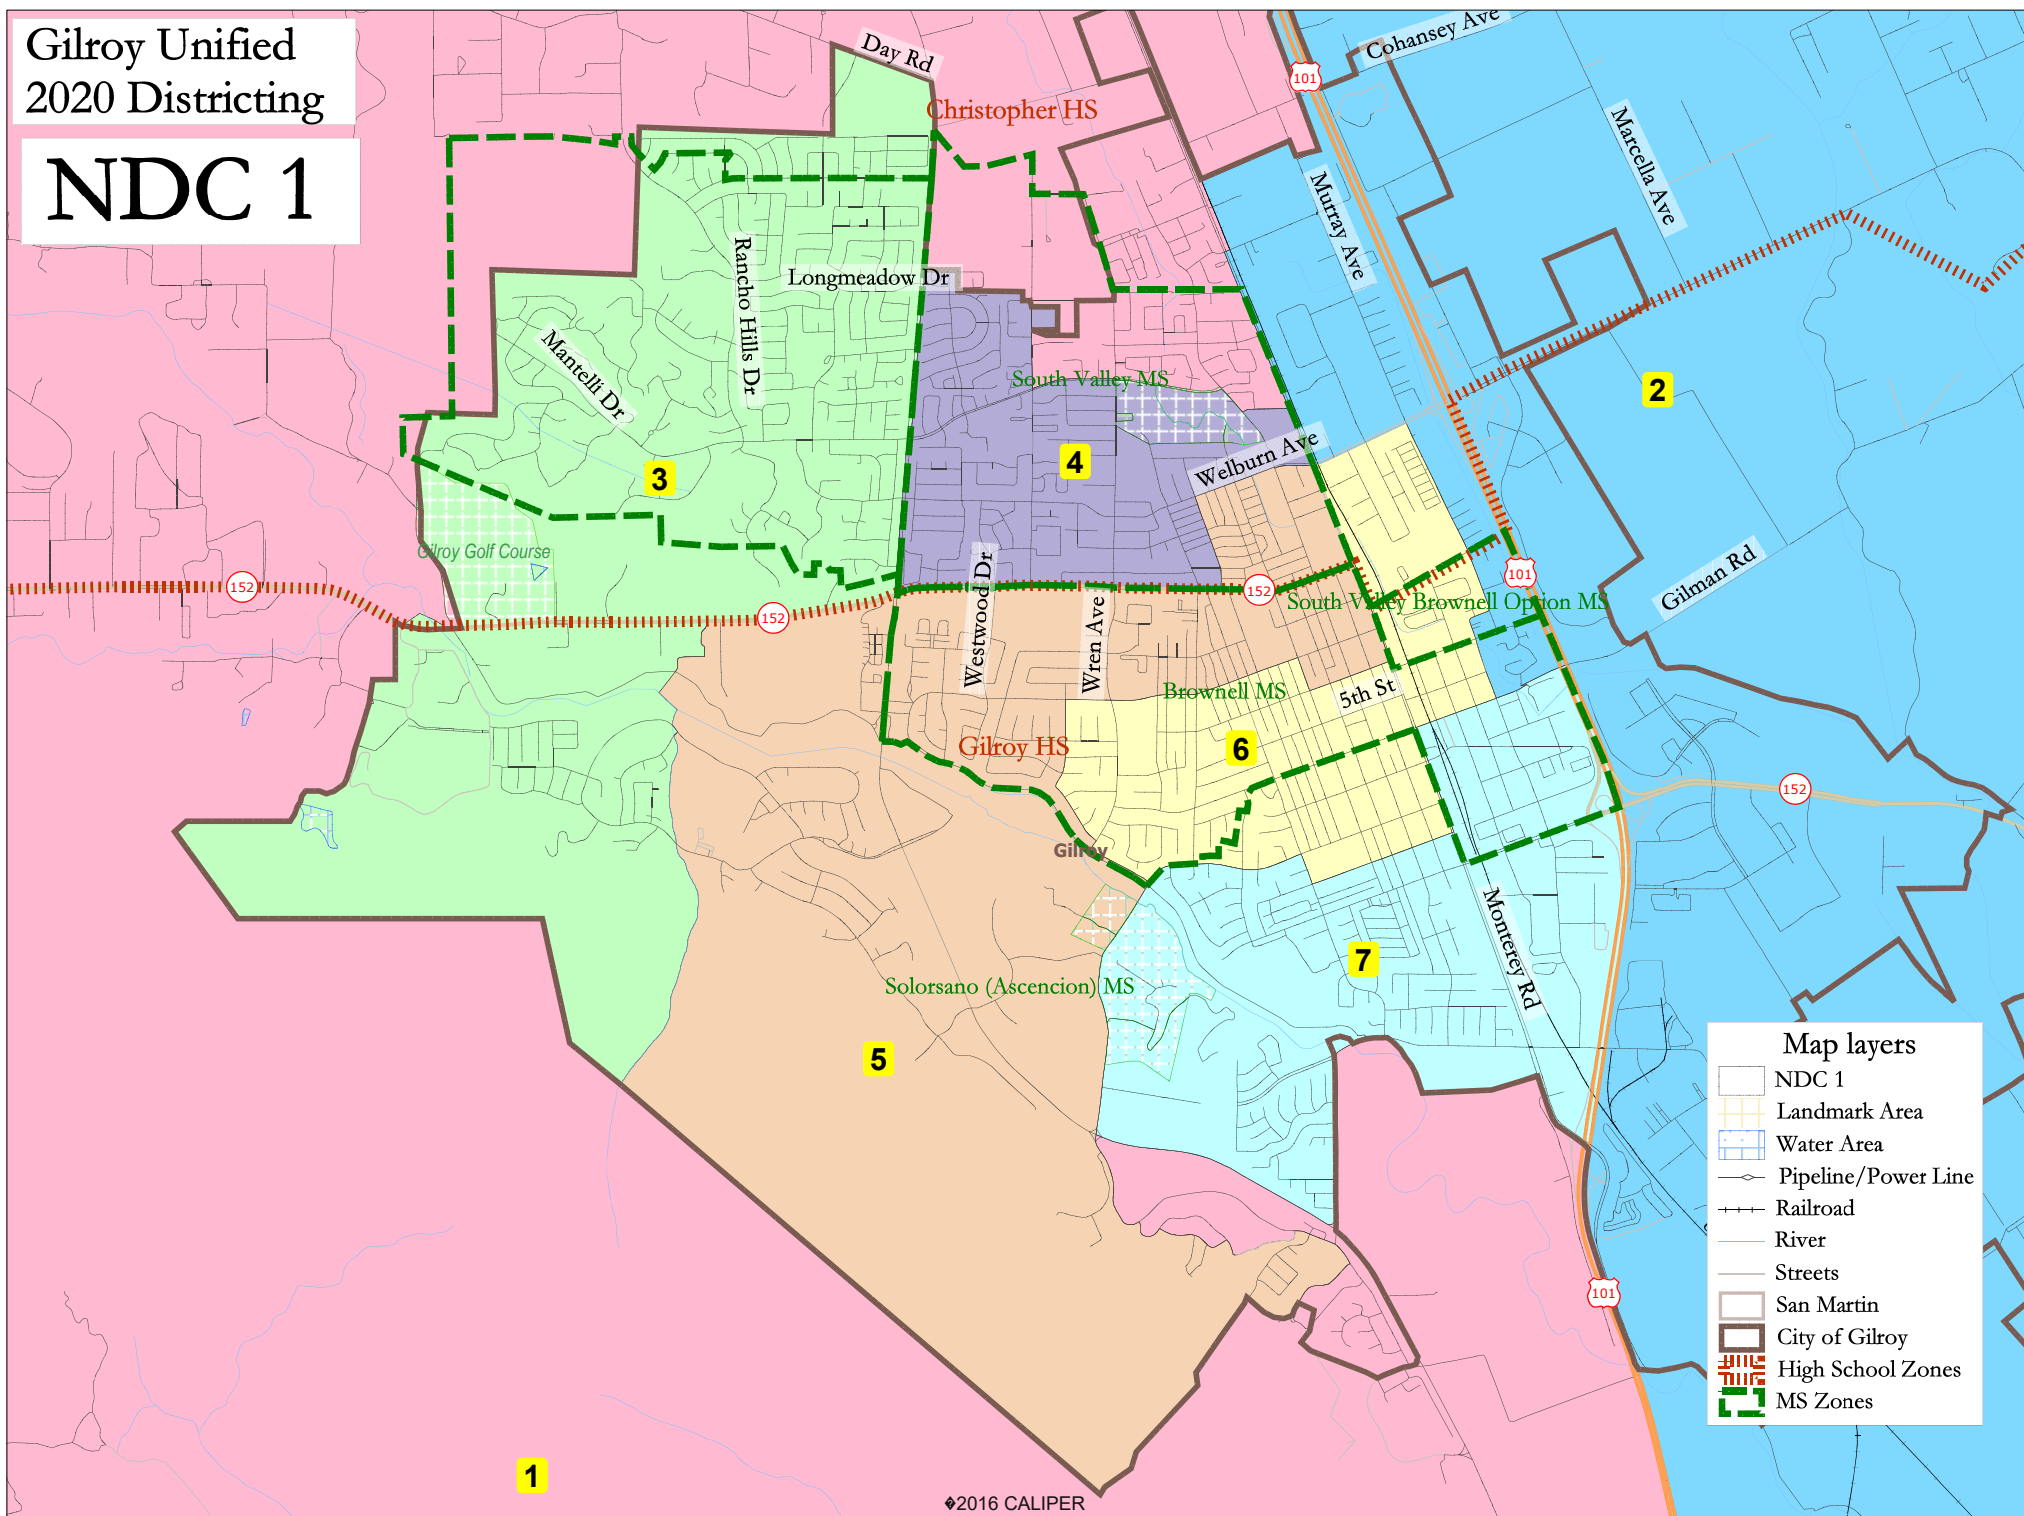 Gilroy Unified
2020 Districting
NDC 1
Day Rd
Christopher HS
Cohansey Ave
101
Marcella Ave
Murray Ave
Rancho Hills Dr
Longmeadow Dr
Mantelli Dr
South Valley MS
2
3
4
Welburn Ave
Gilroy Golf Course
152
152
152
101
Gilman Rd
Westwood Dr
Wren Ave
South Valley Brownell Option MS
5th St
Brownell MS
Gilroy HS
6
152
Gilroy
Monterey Rd
7
Solorsano (Ascencion) MS
5
101
1
Map layers
NDC 1
Landmark Area
Water Area
Pipeline/Power Line
Railroad
River
Streets
San Martin
City of Gilroy
High School Zones
MS Zones
�2016 CALIPER